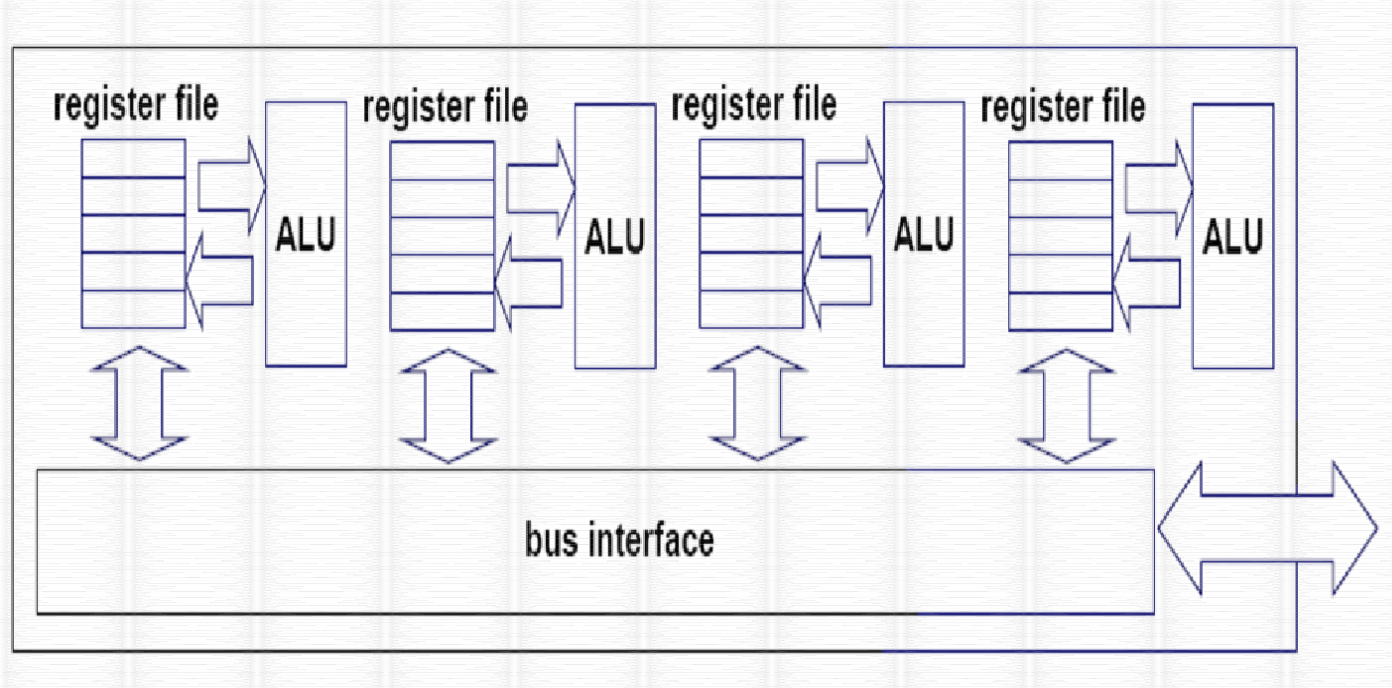 register file
register file
register file
register file
ALU
ALU
ALU
ALU
bus interface